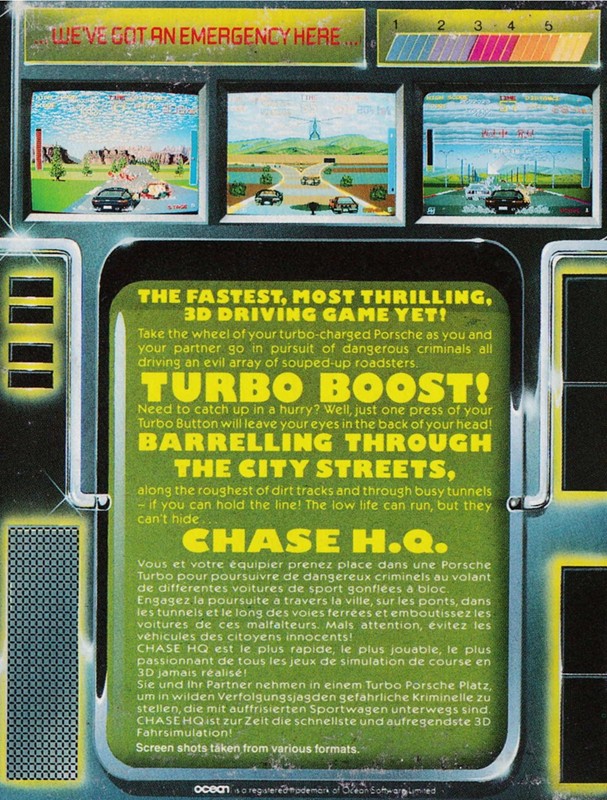 ... WE'VE GOT AN EMERGENCY HERE ...
1 2 3 4 5
THE FASTEST, MOST THRILLING,
3D DRIVING GAME YET!
Take the wheel of your turbo-charged Porsche as you and
your partner go in pursuit of dangerous criminals all
driving an evil array of souped-up roadsters.
TURBO BOOST!
Need to catch up in a hurry? Well, just one press of your
Turbo Button will leave your eyes in the back of your head!
BARRELLING THROUGH
THE CITY STREETS,
along the roughest of dirt tracks and through busy tunnels
– if you can hold the line! The low life can run, but they
can't hide ...
CHASE H.Q.
Vous et votre équipier prenez place dans une Porsche
Turbo pour poursuivre de dangereux criminels au volant
de differentes voitures de sport gonflées à bloc.
Engagez la poursuite à travers la ville, sur les ponts, dans
les tunnels et le long des voies ferrées et emboutissez les
voitures de ces malfalteurs. Mais attention, évitez les
véhicules des citoyens innocents!
CHASE HQ est le plus rapide, le plus jouable, le plus
passionnant de tous les jeux de simulation de course en
3D jamais réalisé!
Sie und Ihr Partner nehmen in einem Turbo Porsche Platz,
um in wilden Verfolgungsjagden gefährliche Kriminelle zu
stellen, die mit auffrisierten Sportwagen unterwegs sind.
CHASE HQ ist zur Zeit die schnellste und aufregendste 3D
Fahrsimulation!
Screen shots taken from various formats.
ocean is a registered trademark of Ocean Software Limited